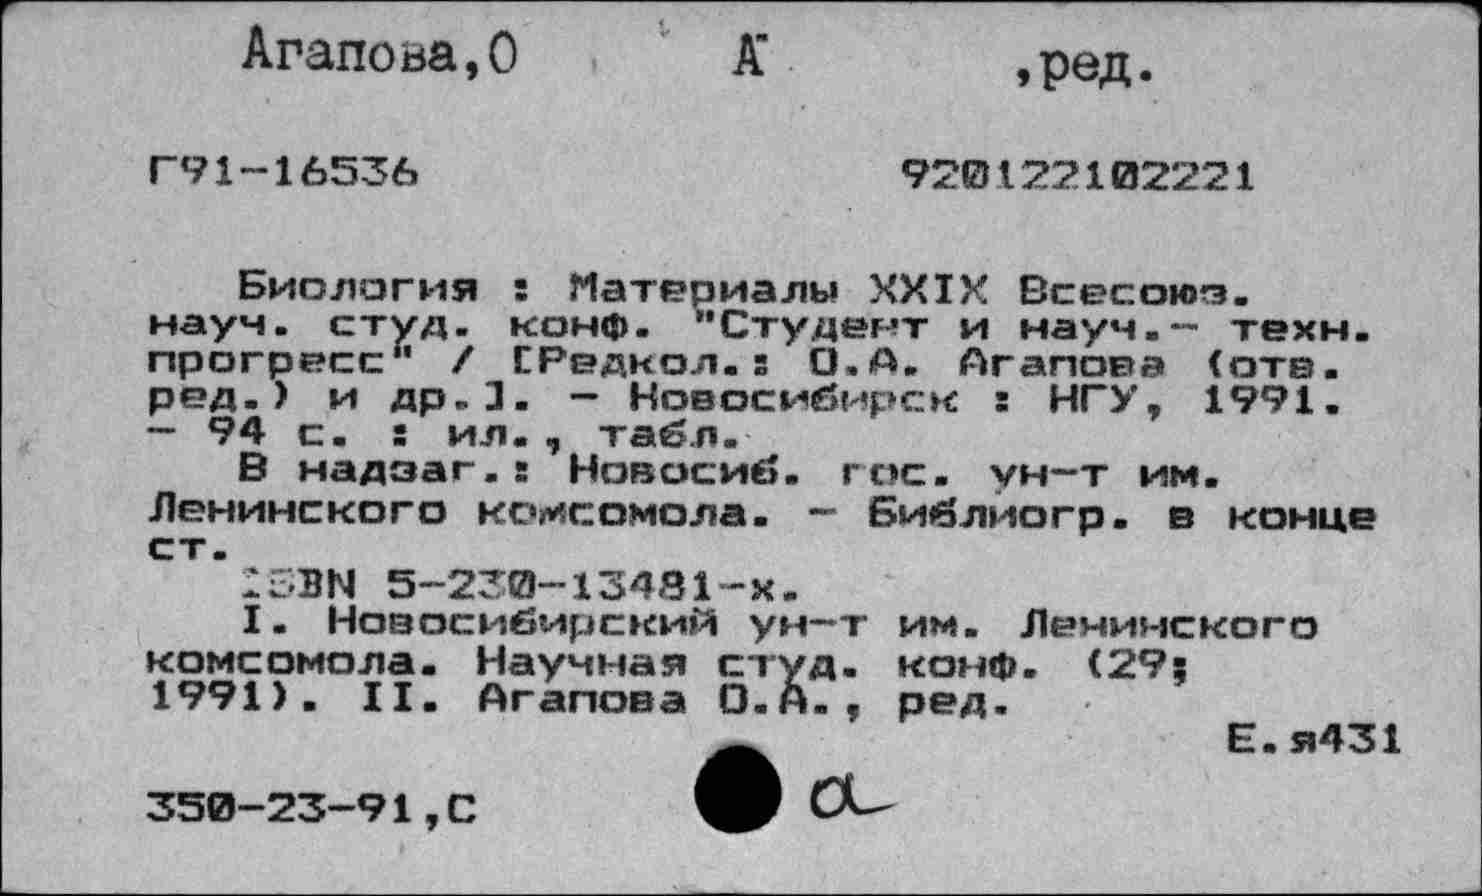 Агапова,О А ,ред.
Г91-16536 920122102221
Биология : Материалы XXIX Всесоюз.
науч. студ. конф. "Студент и науч.- техн.
прогресс" / [Редкол.: О.А. Агапова (отв.
ред.) и др.]. - Новосибирск : НГУ, 1991.
- 94 с. : ил., табл.
В надзаг.: Новосиб. гос. ун-т им.
Ленинского комсомола. - Библиогр. в конце
ст.
ISBN 5-230-13481-х.
I. Новосибирский ун-т им. Ленинского
комсомола. Научная студ. конф. (29;
1991). II. Агапова О.А., ред.
Е.я431
350-23-91,С а